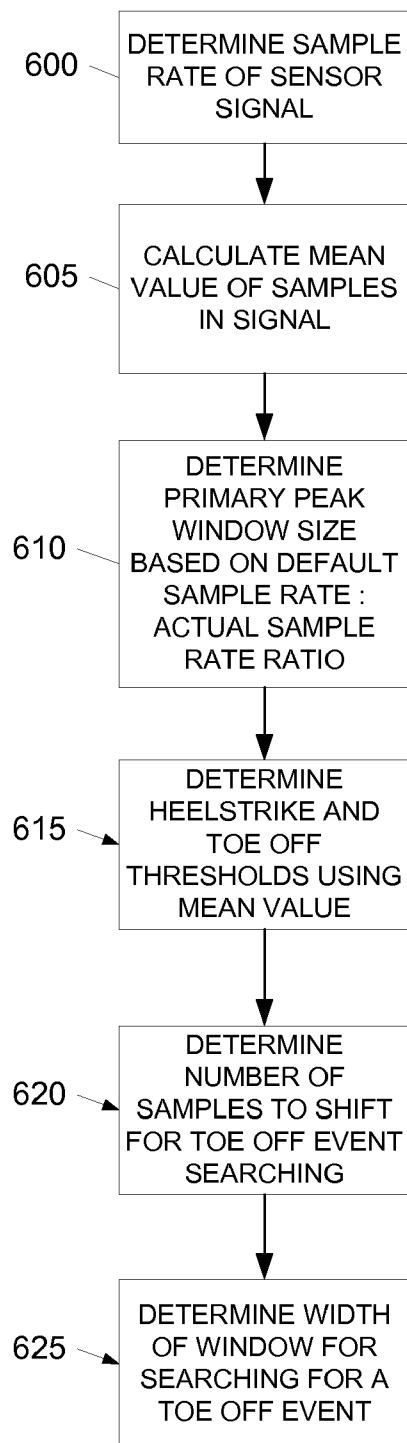 600
DETERMINE SAMPLE
RATE OF SENSOR
SIGNAL
605
CALCULATE MEAN
VALUE OF SAMPLES
IN SIGNAL
610
DETERMINE
PRIMARY PEAK
WINDOW SIZE
BASED ON DEFAULT
SAMPLE RATE :
ACTUAL SAMPLE
RATE RATIO
615
DETERMINE
HEELSTRIKE AND
TOE OFF
THRESHOLDS USING
MEAN VALUE
620
DETERMINE
NUMBER OF
SAMPLES TO SHIFT
FOR TOE OFF EVENT
SEARCHING
625
DETERMINE WIDTH
OF WINDOW FOR
SEARCHING FOR A
TOE OFF EVENT